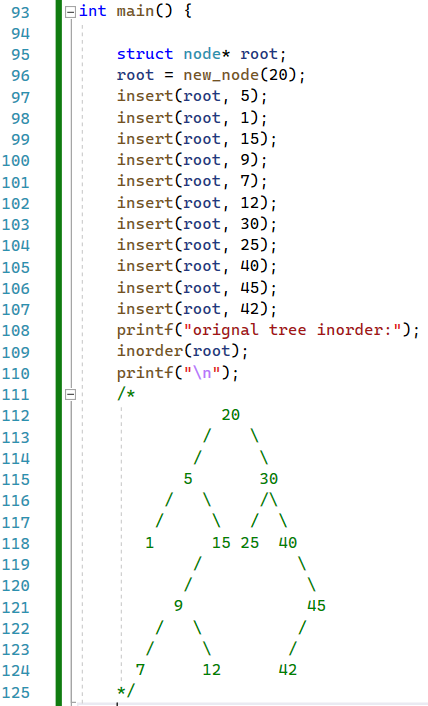 93 int main() {
94
95     struct node* root;
96     root = new_node(20);
97     insert(root, 5);
98     insert(root, 1);
99     insert(root, 15);
100     insert(root, 9);
101     insert(root, 7);
102     insert(root, 12);
103     insert(root, 30);
104     insert(root, 25);
105     insert(root, 40);
106     insert(root, 45);
107     insert(root, 42);
108     printf("orignal tree inorder:");
109     inorder(root);
110     printf("\n");
111     /*
112                20
113              /    \
114             /      \
115            5       30
116          /   \     /\
117         /     \   /  \
118        1      15 25  40
119             /          \
120            /            \
121           9             45
122         /   \          /
123        /     \        /
124       7      12      42
125     */